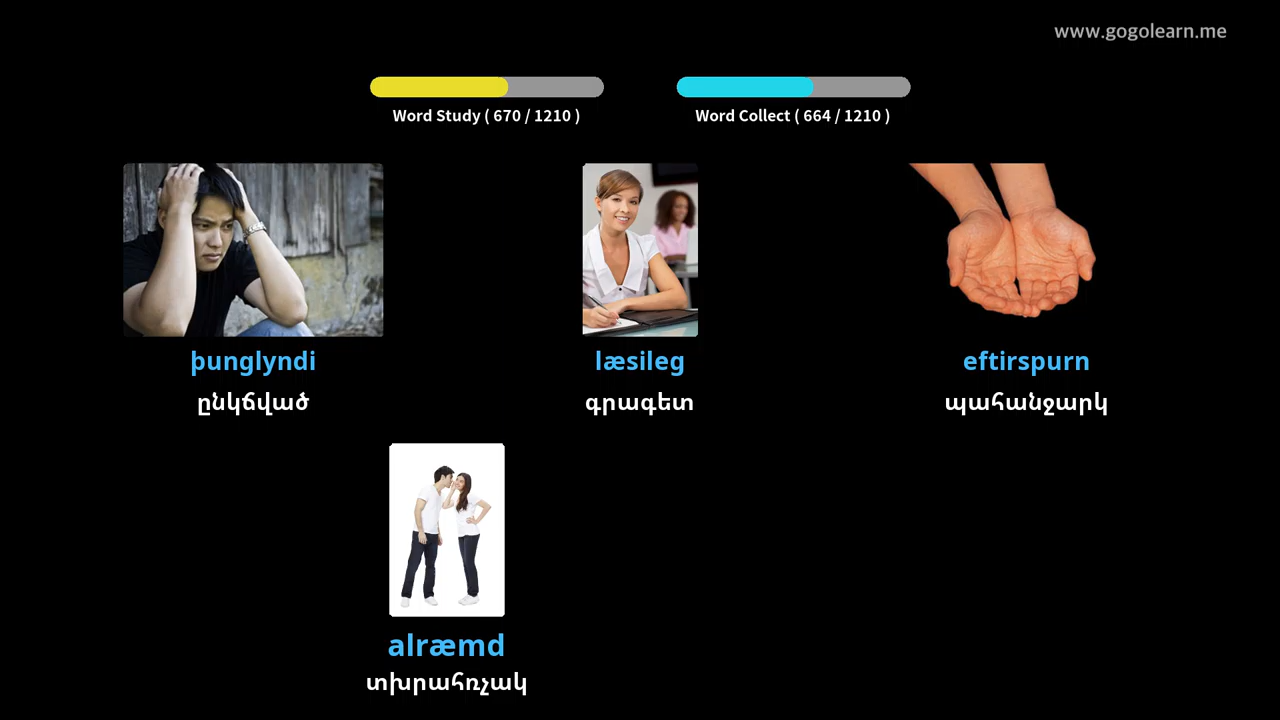 www.gogolearn.me
Word Study ( 670 / 1210 )
Word Collect ( 664 / 1210 )
þunglyndi
læsileg
eftirspurn
ընկճված
գրագետ
պահանջարկ
alræmd
տխրահռչակ